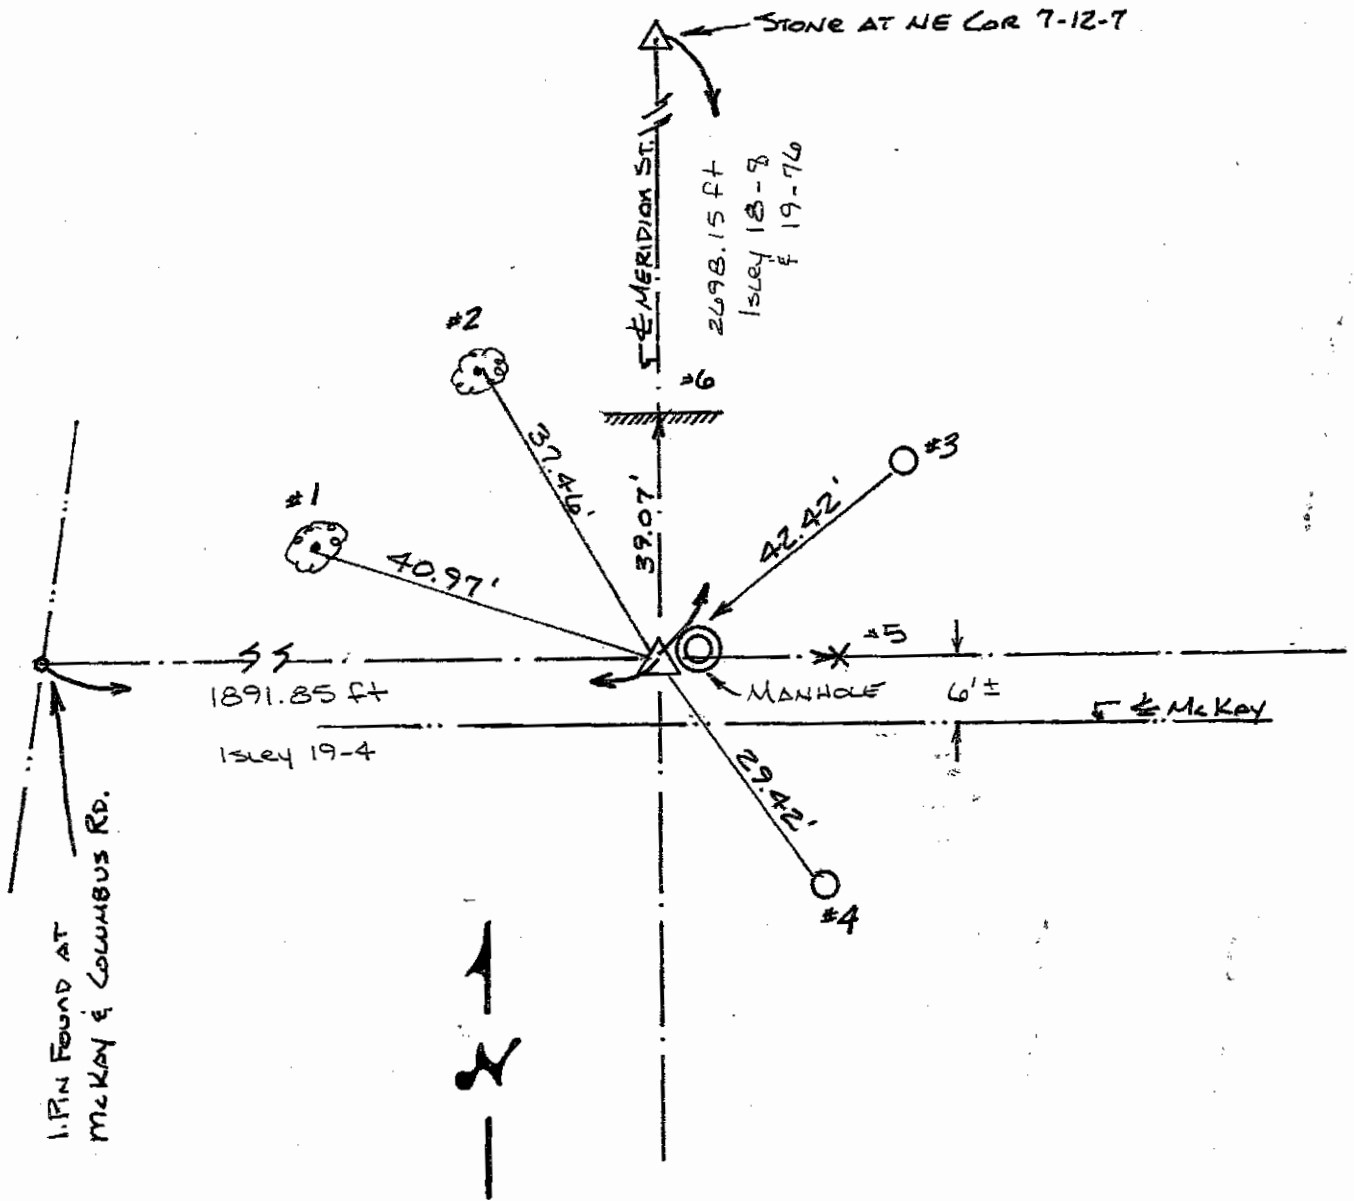 STONE AT NE COR 7-12-7
℄ MERIDIAN ST.
2698.15 ft
Isley 18-8
& 19-76
#2
#6
#3
37.46'
39.07'
42.42'
#1
40.97'
#5
1891.85 ft
MANHOLE
6'±
℄ McKay
Isley 19-4
29.42'
#4
I. PIN FOUND AT
McKAY & COLUMBUS RD.
N